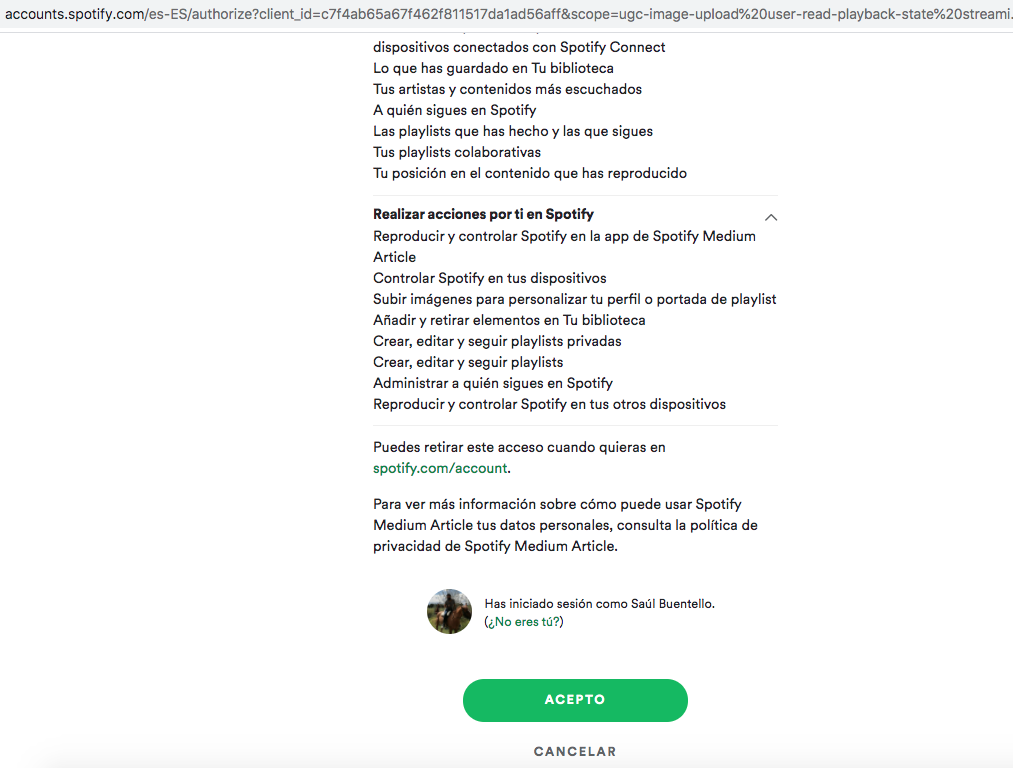 accounts.spotify.com/es-ES/authorize?client_id=c7f4ab65a67f462f811517da1ad56aff&scope=ugc-image-upload%20user-read-playback-state%20streami.
dispositivos conectados con Spotify Connect
Lo que has guardado en Tu biblioteca
Tus artistas y contenidos más escuchados
A quién sigues en Spotify
Las playlists que has hecho y las que sigues
Tus playlists colaborativas
Tu posición en el contenido que has reproducido
Realizar acciones por ti en Spotify
Reproducir y controlar Spotify en la app de Spotify Medium
Article
Controlar Spotify en tus dispositivos
Subir imágenes para personalizar tu perfil o portada de playlist
Añadir y retirar elementos en Tu biblioteca
Crear, editar y seguir playlists privadas
Crear, editar y seguir playlists
Administrar a quién sigues en Spotify
Reproducir y controlar Spotify en tus otros dispositivos
Puedes retirar este acceso cuando quieras en
spotify.com/account.
Para ver más información sobre cómo puede usar Spotify
Medium Article tus datos personales, consulta la política de
privacidad de Spotify Medium Article.
Has iniciado sesión como Saúl Buentello.
(¿No eres tú?)
ACEPTO
CANCELAR